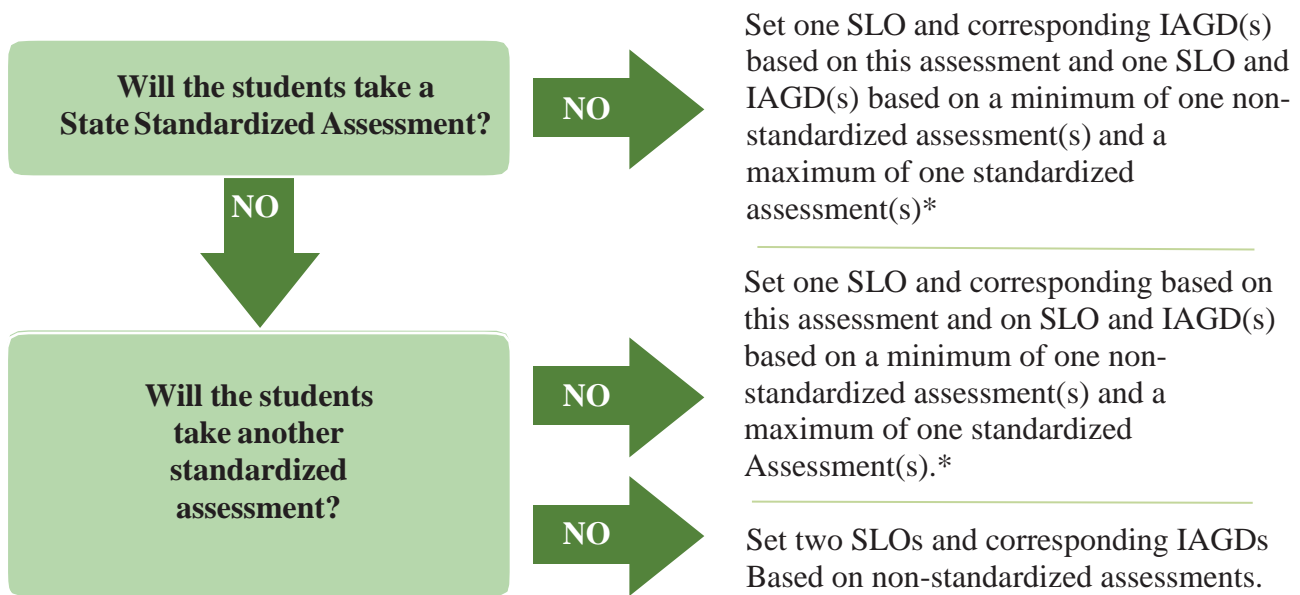 Will the students take a
State Standardized Assessment?
NO
Set one SLO and corresponding IAGD(s)
based on this assessment and one SLO and
IAGD(s) based on a minimum of one non-
standardized assessment(s) and a
maximum of one standardized
assessment(s)*
NO
Will the students
take another
standardized
assessment?
NO
Set one SLO and corresponding based on
this assessment and on SLO and IAGD(s)
based on a minimum of one non-
standardized assessment(s) and a
maximum of one standardized
Assessment(s).*
NO
Set two SLOs and corresponding IAGDs
Based on non-standardized assessments.